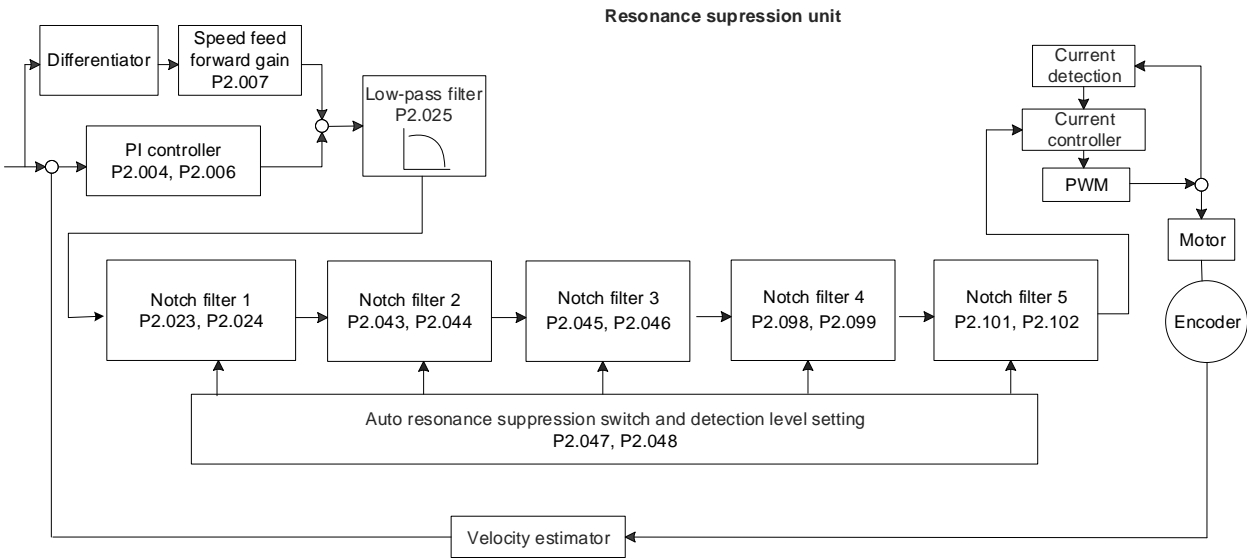 Resonance supression unit
Differentiator
Speed feed
forward gain
P2.007
Low-pass filter
P2.025
PI controller
P2.004, P2.006
Current
detection
Current
controller
PWM
Motor
Encoder
Notch filter 1
P2.023, P2.024
Notch filter 2
P2.043, P2.044
Notch filter 3
P2.045, P2.046
Notch filter 4
P2.098, P2.099
Notch filter 5
P2.101, P2.102
Auto resonance suppression switch and detection level setting
P2.047, P2.048
Velocity estimator